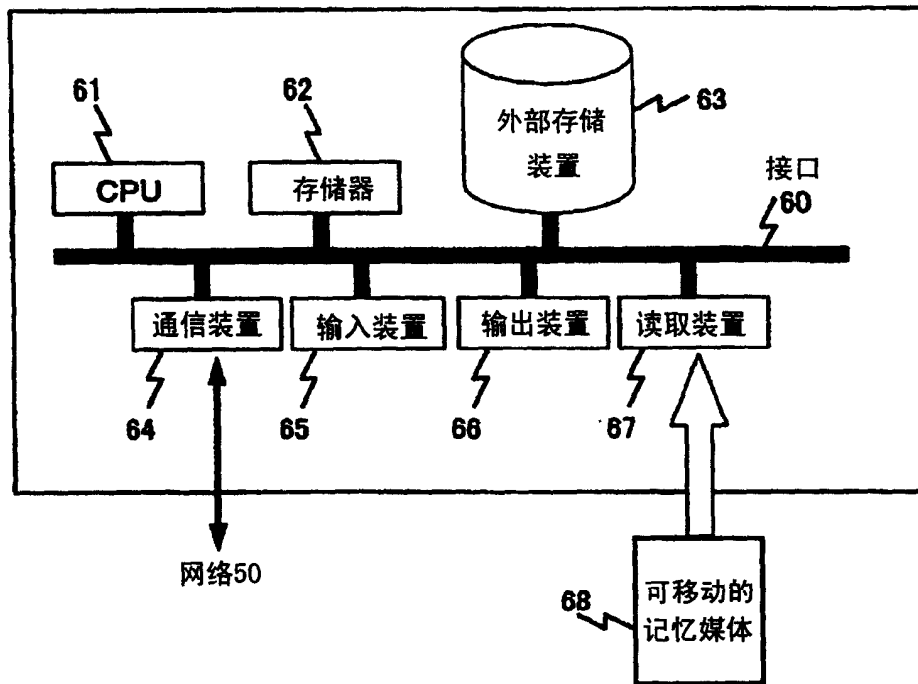 61
62
63
外部存储
装置
CPU
存储器
接口
60
通信装置
输入装置
输出装置
读取装置
64
65
66
67
网络50
68
可移动的
记忆媒体